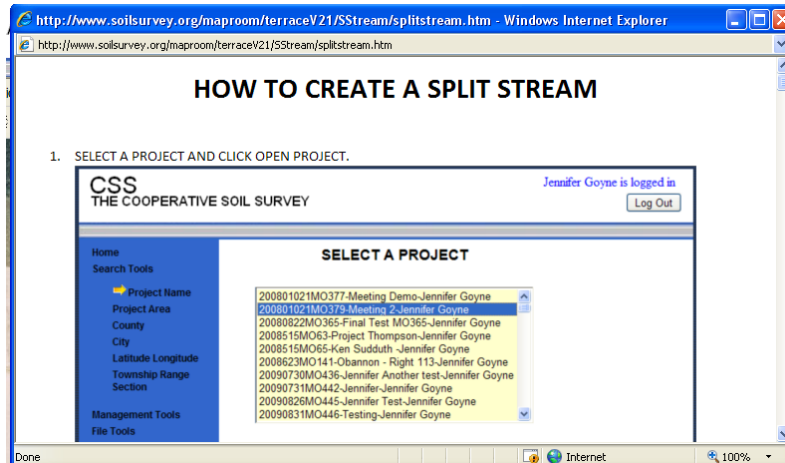 http://www.soilsurvey.org/maproom/terraceV21/SStream/splitstream.htm - Windows Internet Explorer
http://www.soilsurvey.org/maproom/terraceV21/SStream/splitstream.htm
HOW TO CREATE A SPLIT STREAM
1. SELECT A PROJECT AND CLICK OPEN PROJECT.
CSS
THE COOPERATIVE SOIL SURVEY
Jennifer Goyne is logged in
Log Out
Home
Search Tools
Project Name
Project Area
County
City
Latitude Longitude
Township Range
Section
Management Tools
File Tools
SELECT A PROJECT
200801021MO377-Meeting Demo-Jennifer Goyne
200801021MO379-Meeting 2-Jennifer Goyne
20080822MO365-Final Test MO365-Jennifer Goyne
2008515MO63-Project Thompson-Jennifer Goyne
2008515MO65-Ken Sudduth -Jennifer Goyne
2008623MO141-Obannon - Right 113-Jennifer Goyne
20090730MO436-Jennifer Another test-Jennifer Goyne
20090731MO442-Jennifer-Jennifer Goyne
20090826MO445-Jennifer Test-Jennifer Goyne
20090831MO446-Testing-Jennifer Goyne
Done
Internet
100%